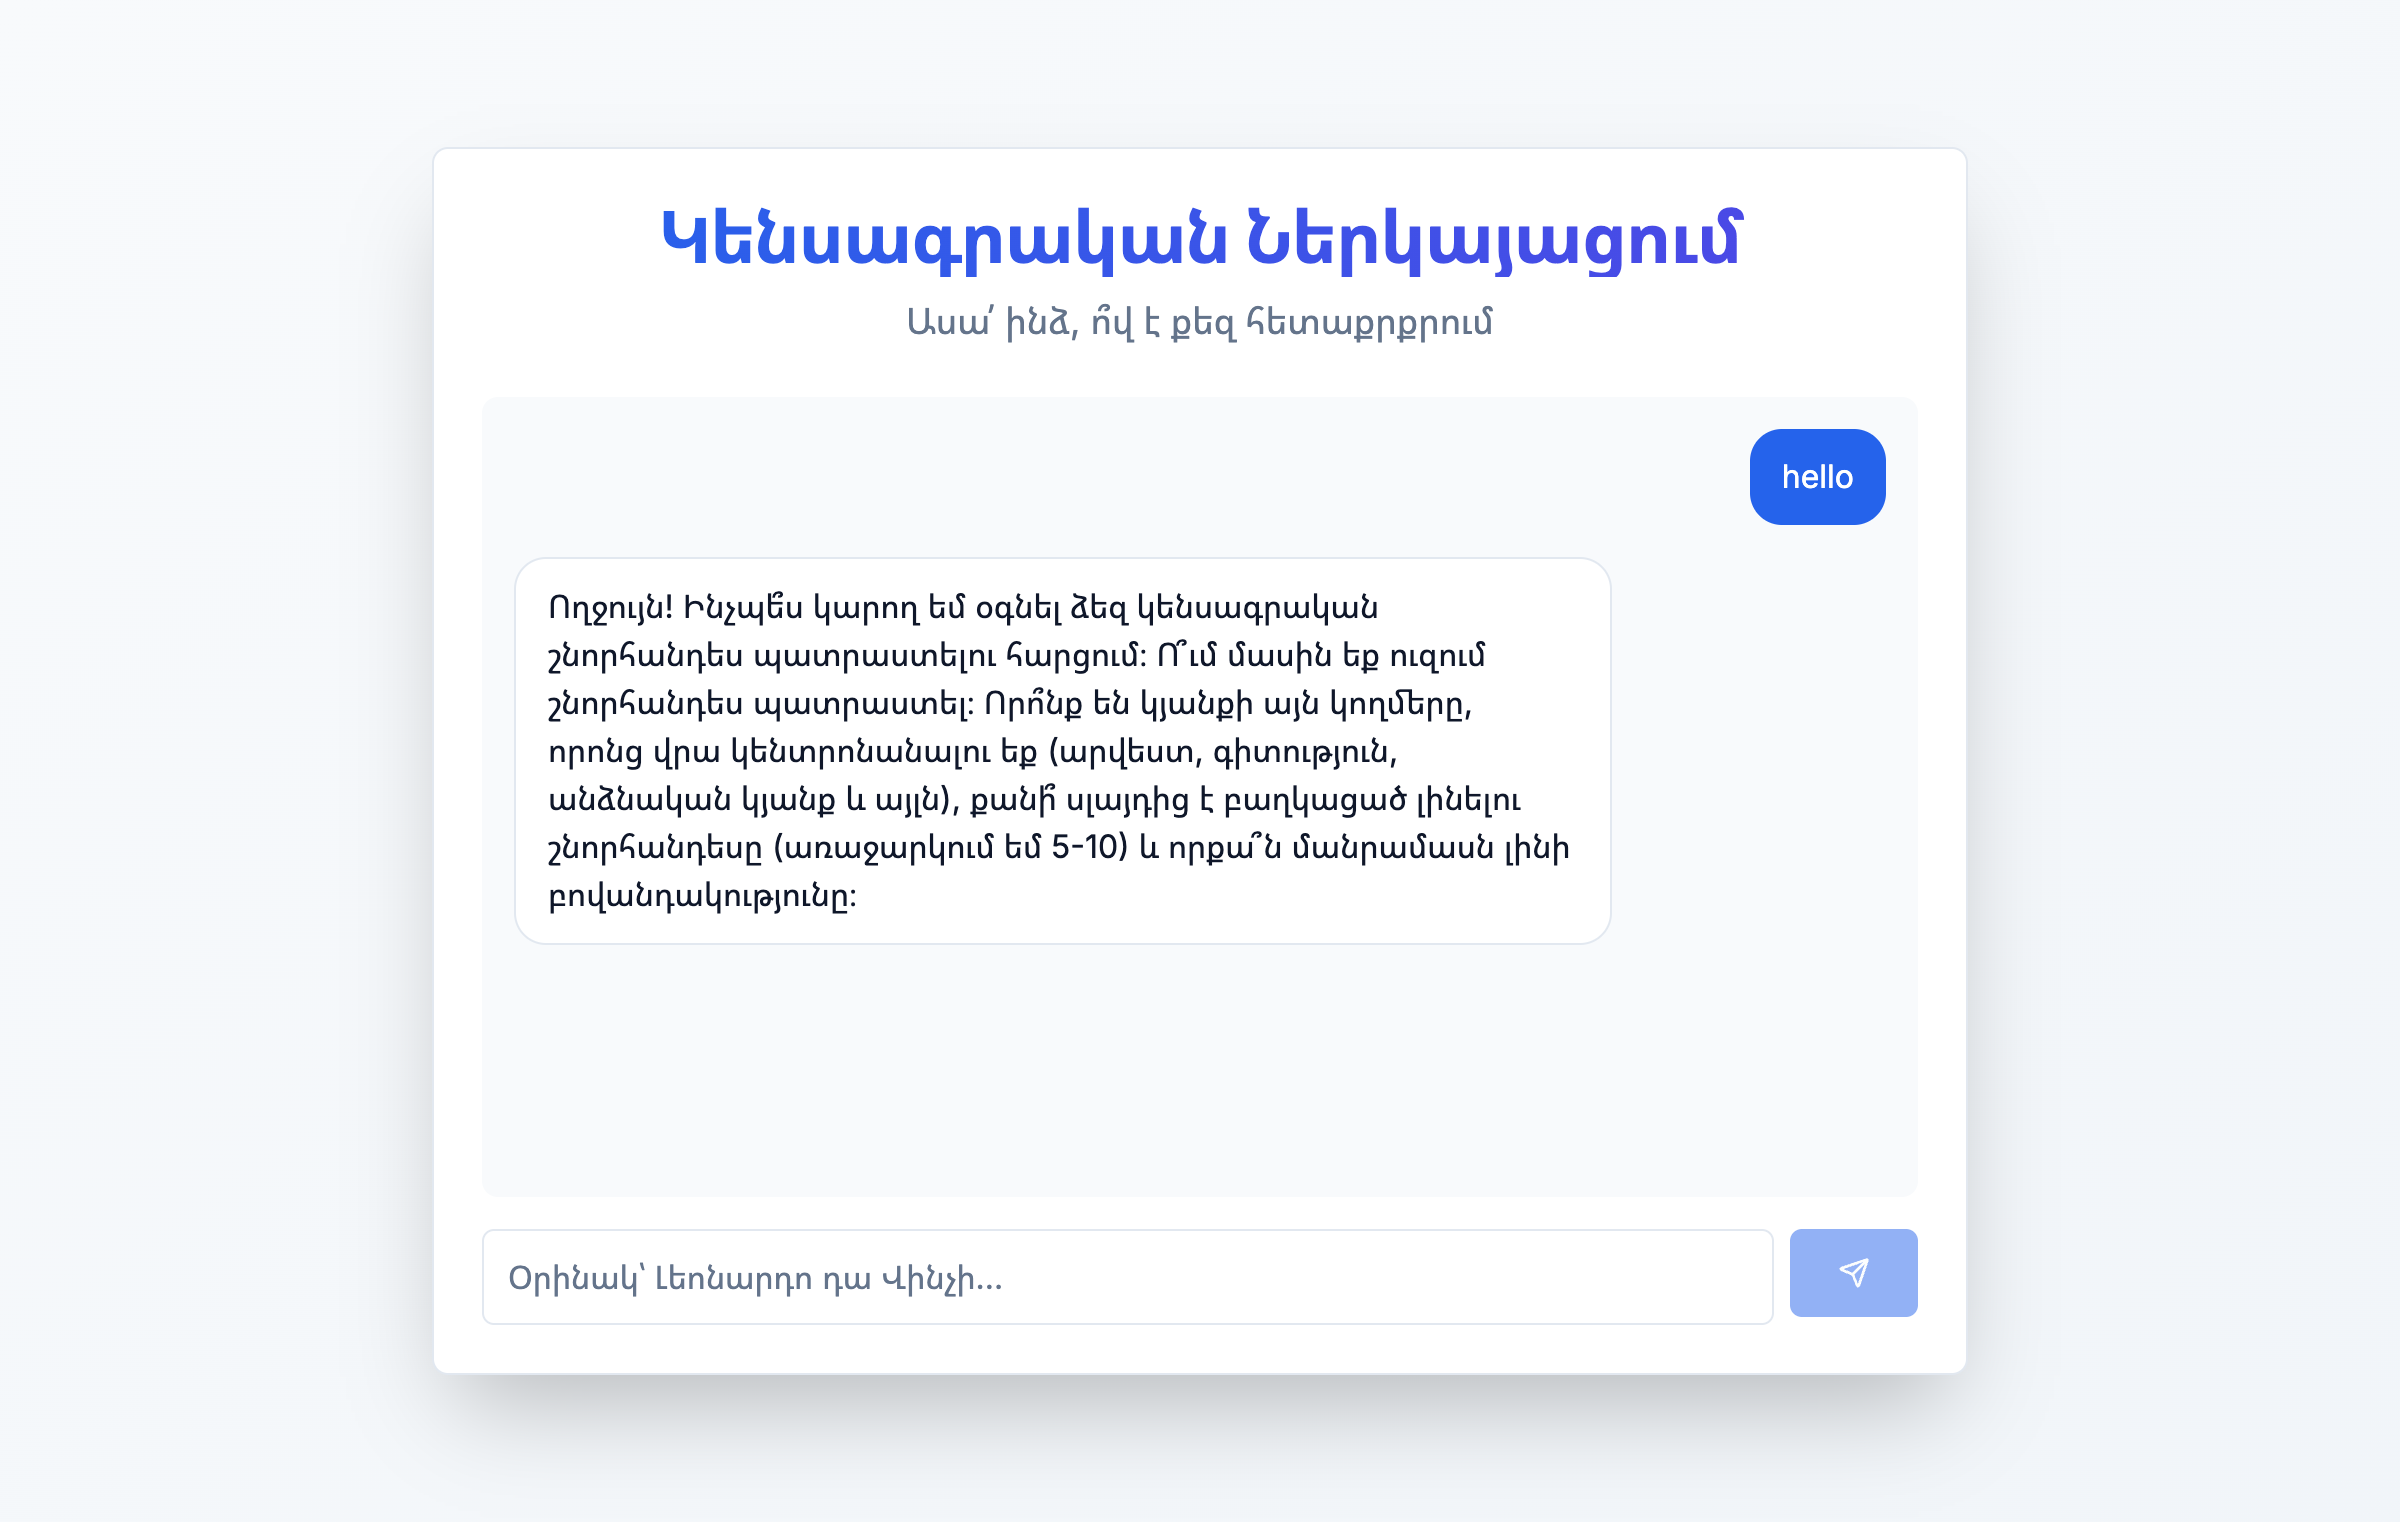 Կենսագրական Ներկայացում
Ասա՛ ինձ, ո՞վ է քեզ հետաքրքրում
hello
Ողջույն! Ինչպե՞ս կարող եմ օգնել ձեզ կենսագրական
շնորհանդես պատրաստելու հարցում: Ո՞ւմ մասին եք ուզում
շնորհանդես պատրաստել: Որո՞նք են կյանքի այն կողմերը,
որոնց վրա կենտրոնանալու եք (արվեստ, գիտություն,
անձնական կյանք և այլն), քանի՞ սլայդից է բաղկացած լինելու
շնորհանդեսը (առաջարկում եմ 5-10) և որքա՞ն մանրամասն լինի
բովանդակությունը:
Օրինակ՝ Լեոնարդո դա Վինչի...